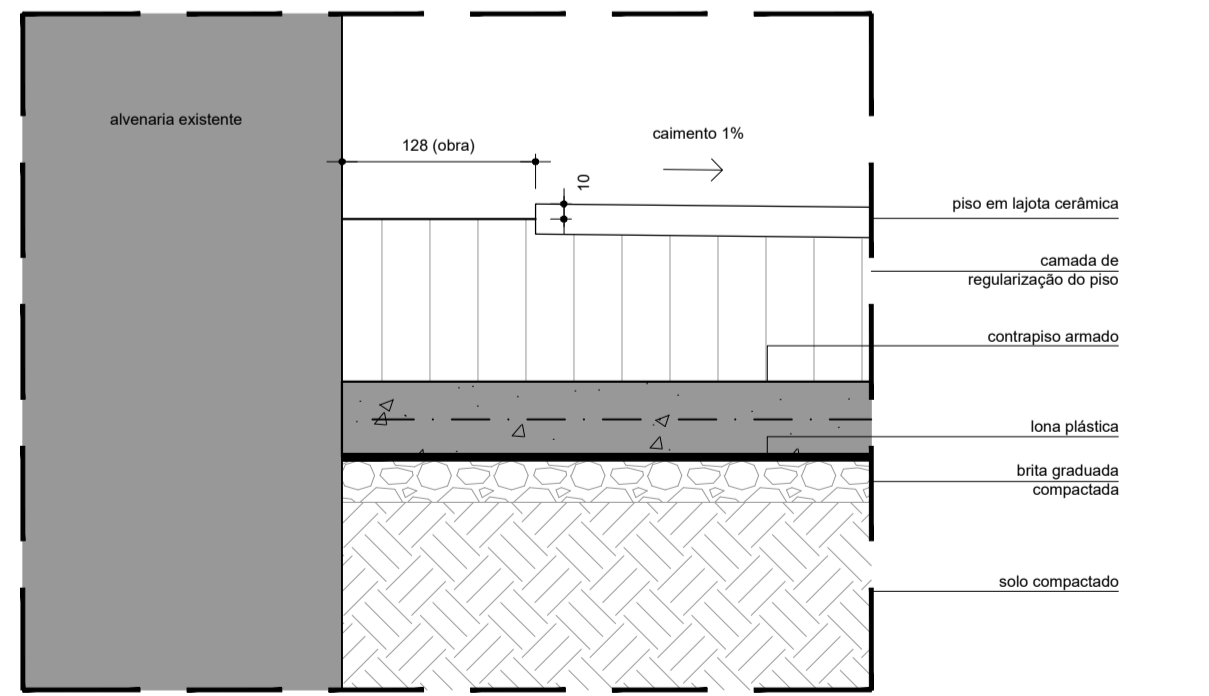 alvenaria existente
caimento 1%
128 (obra)
10
piso em lajota cerâmica
camada de
regularização do piso
contrapiso armado
lona plástica
brita graduada
compactada
solo compactado